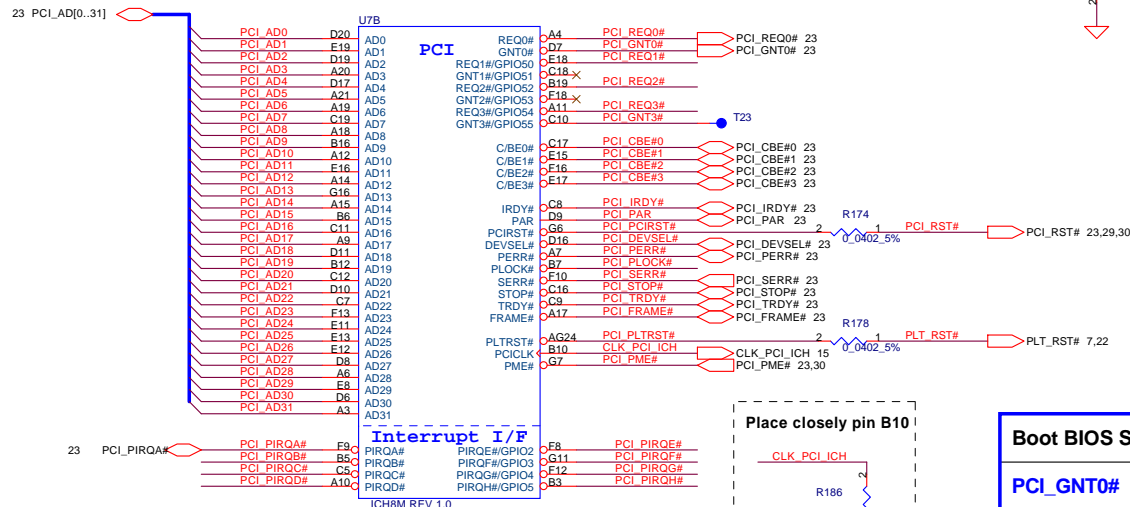 23 PCI_AD[0..31]
U7B
PCI
PCI_AD0 D20 AD0
PCI_AD1 E19 AD1
PCI_AD2 D19 AD2
PCI_AD3 A20 AD3
PCI_AD4 D17 AD4
PCI_AD5 A21 AD5
PCI_AD6 A19 AD6
PCI_AD7 C19 AD7
PCI_AD8 A18 AD8
PCI_AD9 B16 AD9
PCI_AD10 A12 AD10
PCI_AD11 E16 AD11
PCI_AD12 A14 AD12
PCI_AD13 G16 AD13
PCI_AD14 A15 AD14
PCI_AD15 B6 AD15
PCI_AD16 C11 AD16
PCI_AD17 A9 AD17
PCI_AD18 D11 AD18
PCI_AD19 B12 AD19
PCI_AD20 C12 AD20
PCI_AD21 D10 AD21
PCI_AD22 C7 AD22
PCI_AD23 F13 AD23
PCI_AD24 E11 AD24
PCI_AD25 E13 AD25
PCI_AD26 E12 AD26
PCI_AD27 D8 AD27
PCI_AD28 A6 AD28
PCI_AD29 E8 AD29
PCI_AD30 D6 AD30
PCI_AD31 A3 AD31
REQ0# A4 PCI_REQ0# PCI_REQ0# 23
GNT0# D7 PCI_GNT0# PCI_GNT0# 23
REQ1#/GPIO50 E18 PCI_REQ1#
GNT1#/GPIO51 C18
REQ2#/GPIO52 B19 PCI_REQ2#
GNT2#/GPIO53 F18
REQ3#/GPIO54 A11 PCI_REQ3#
GNT3#/GPIO55 C10 PCI_GNT3# T23
C/BE0# C17 PCI_CBE#0 PCI_CBE#0 23
C/BE1# E15 PCI_CBE#1 PCI_CBE#1 23
C/BE2# F16 PCI_CBE#2 PCI_CBE#2 23
C/BE3# E17 PCI_CBE#3 PCI_CBE#3 23
IRDY# C8 PCI_IRDY# PCI_IRDY# 23
PAR D9 PCI_PAR PCI_PAR 23
PCIRST# G6 PCI_PCIRST# 2 R174 1 PCI_RST# PCI_RST# 23,29,30
0_0402_5%
DEVSEL# D16 PCI_DEVSEL# PCI_DEVSEL# 23
PERR# A7 PCI_PERR# PCI_PERR# 23
PLOCK# B7 PCI_PLOCK#
SERR# F10 PCI_SERR# PCI_SERR# 23
STOP# C16 PCI_STOP# PCI_STOP# 23
TRDY# C9 PCI_TRDY# PCI_TRDY# 23
FRAME# A17 PCI_FRAME# PCI_FRAME# 23
PLTRST# AG24 PCI_PLTRST# 2 R178 1 PLT_RST# PLT_RST# 7,22
0_0402_5%
PCICLK B10 CLK_PCI_ICH CLK_PCI_ICH 15
PME# G7 PCI_PME# PCI_PME# 23,30
Interrupt I/F
23 PCI_PIRQA# PCI_PIRQA# F9 PIRQA# PIRQE#/GPIO2 F8 PCI_PIRQE#
PCI_PIRQB# B5 PIRQB# PIRQF#/GPIO3 G11 PCI_PIRQF#
PCI_PIRQC# C5 PIRQC# PIRQG#/GPIO4 F12 PCI_PIRQG#
PCI_PIRQD# A10 PIRQD# PIRQH#/GPIO5 B3 PCI_PIRQH#
ICH8M REV 1.0
Place closely pin B10
CLK_PCI_ICH
2
R186
Boot BIOS S
PCI_GNT0#